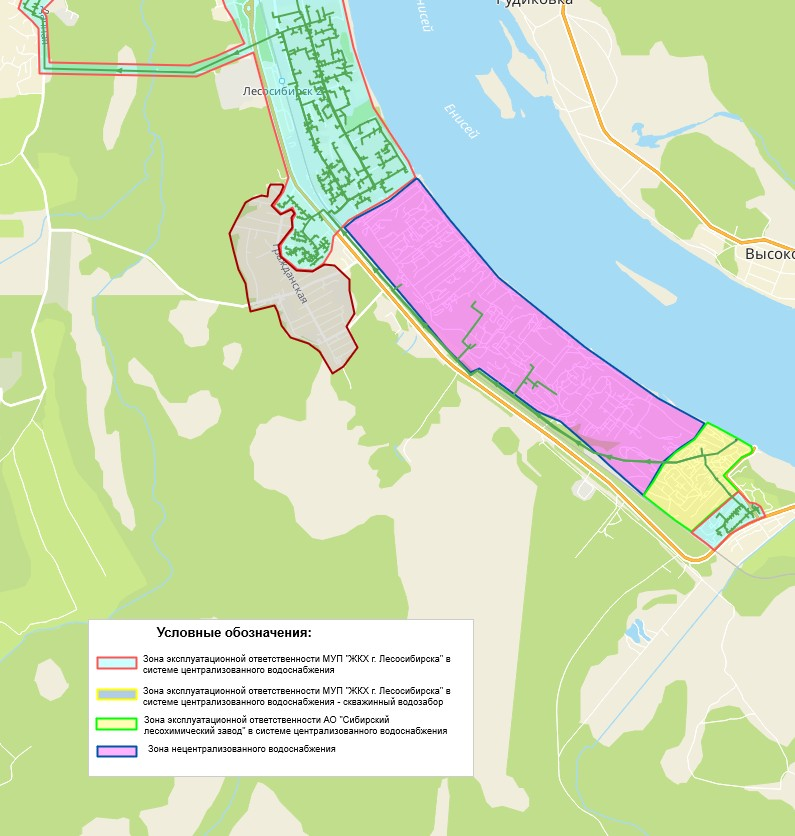 Рудиковка
Енисей
Лесосибирск 2
Енисей
Высоко
Гражданская
Условные обозначения:
Зона эксплуатационной ответственности МУП "ЖКХ г. Лесосибирска" в
системе централизованного водоснабжения
Зона эксплуатационной ответственности МУП "ЖКХ г. Лесосибирска" в
системе централизованного водоснабжения - скважинный водозабор
Зона эксплуатационной ответственности АО "Сибирский
лесохимический завод" в системе централизованного водоснабжения
Зона нецентрализованного водоснабжения